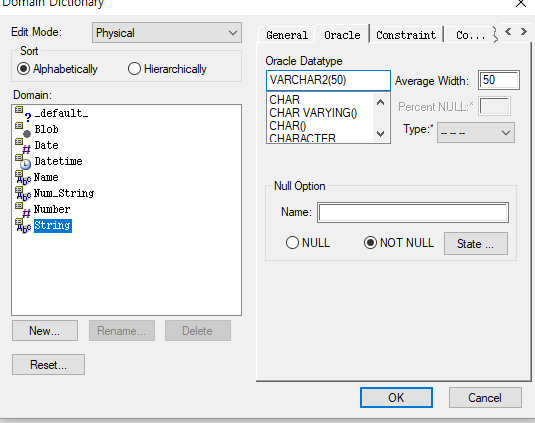 Domain Dictionary
Edit Mode:
Physical
Sort
Alphabetically
Hierarchically
Domain:
_default_
Blob
Date
Datetime
Name
Num_String
Number
String
New...
Rename...
Delete
Reset...
General
Oracle
Constraint
Co...
Oracle Datatype
VARCHAR2(50)
CHAR
CHAR VARYING()
CHAR()
CHARACTER
Average Width:
50
Percent NULL:*
Type:*
-- -- --
Null Option
Name:
NULL
NOT NULL
State ...
OK
Cancel